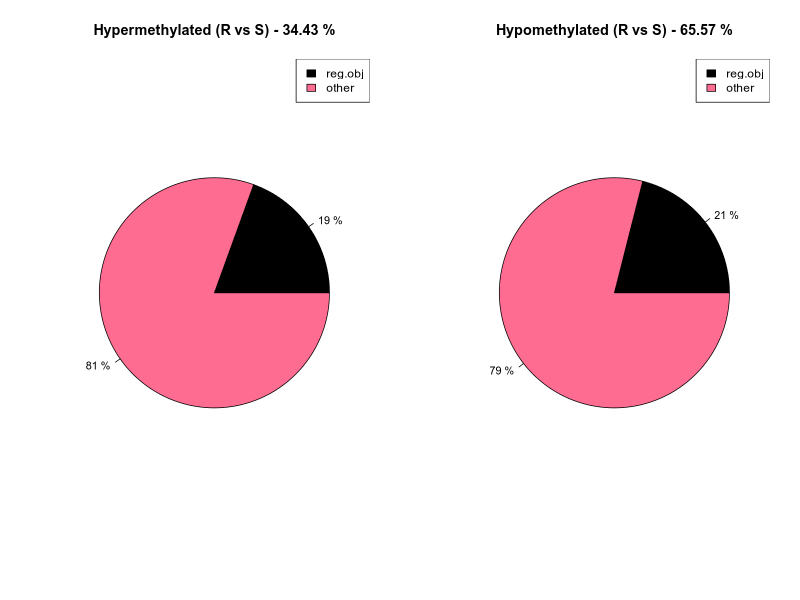 Hypermethylated (R vs S) - 34.43 %
reg.obj
other
19 %
81 %
Hypomethylated (R vs S) - 65.57 %
reg.obj
other
21 %
79 %